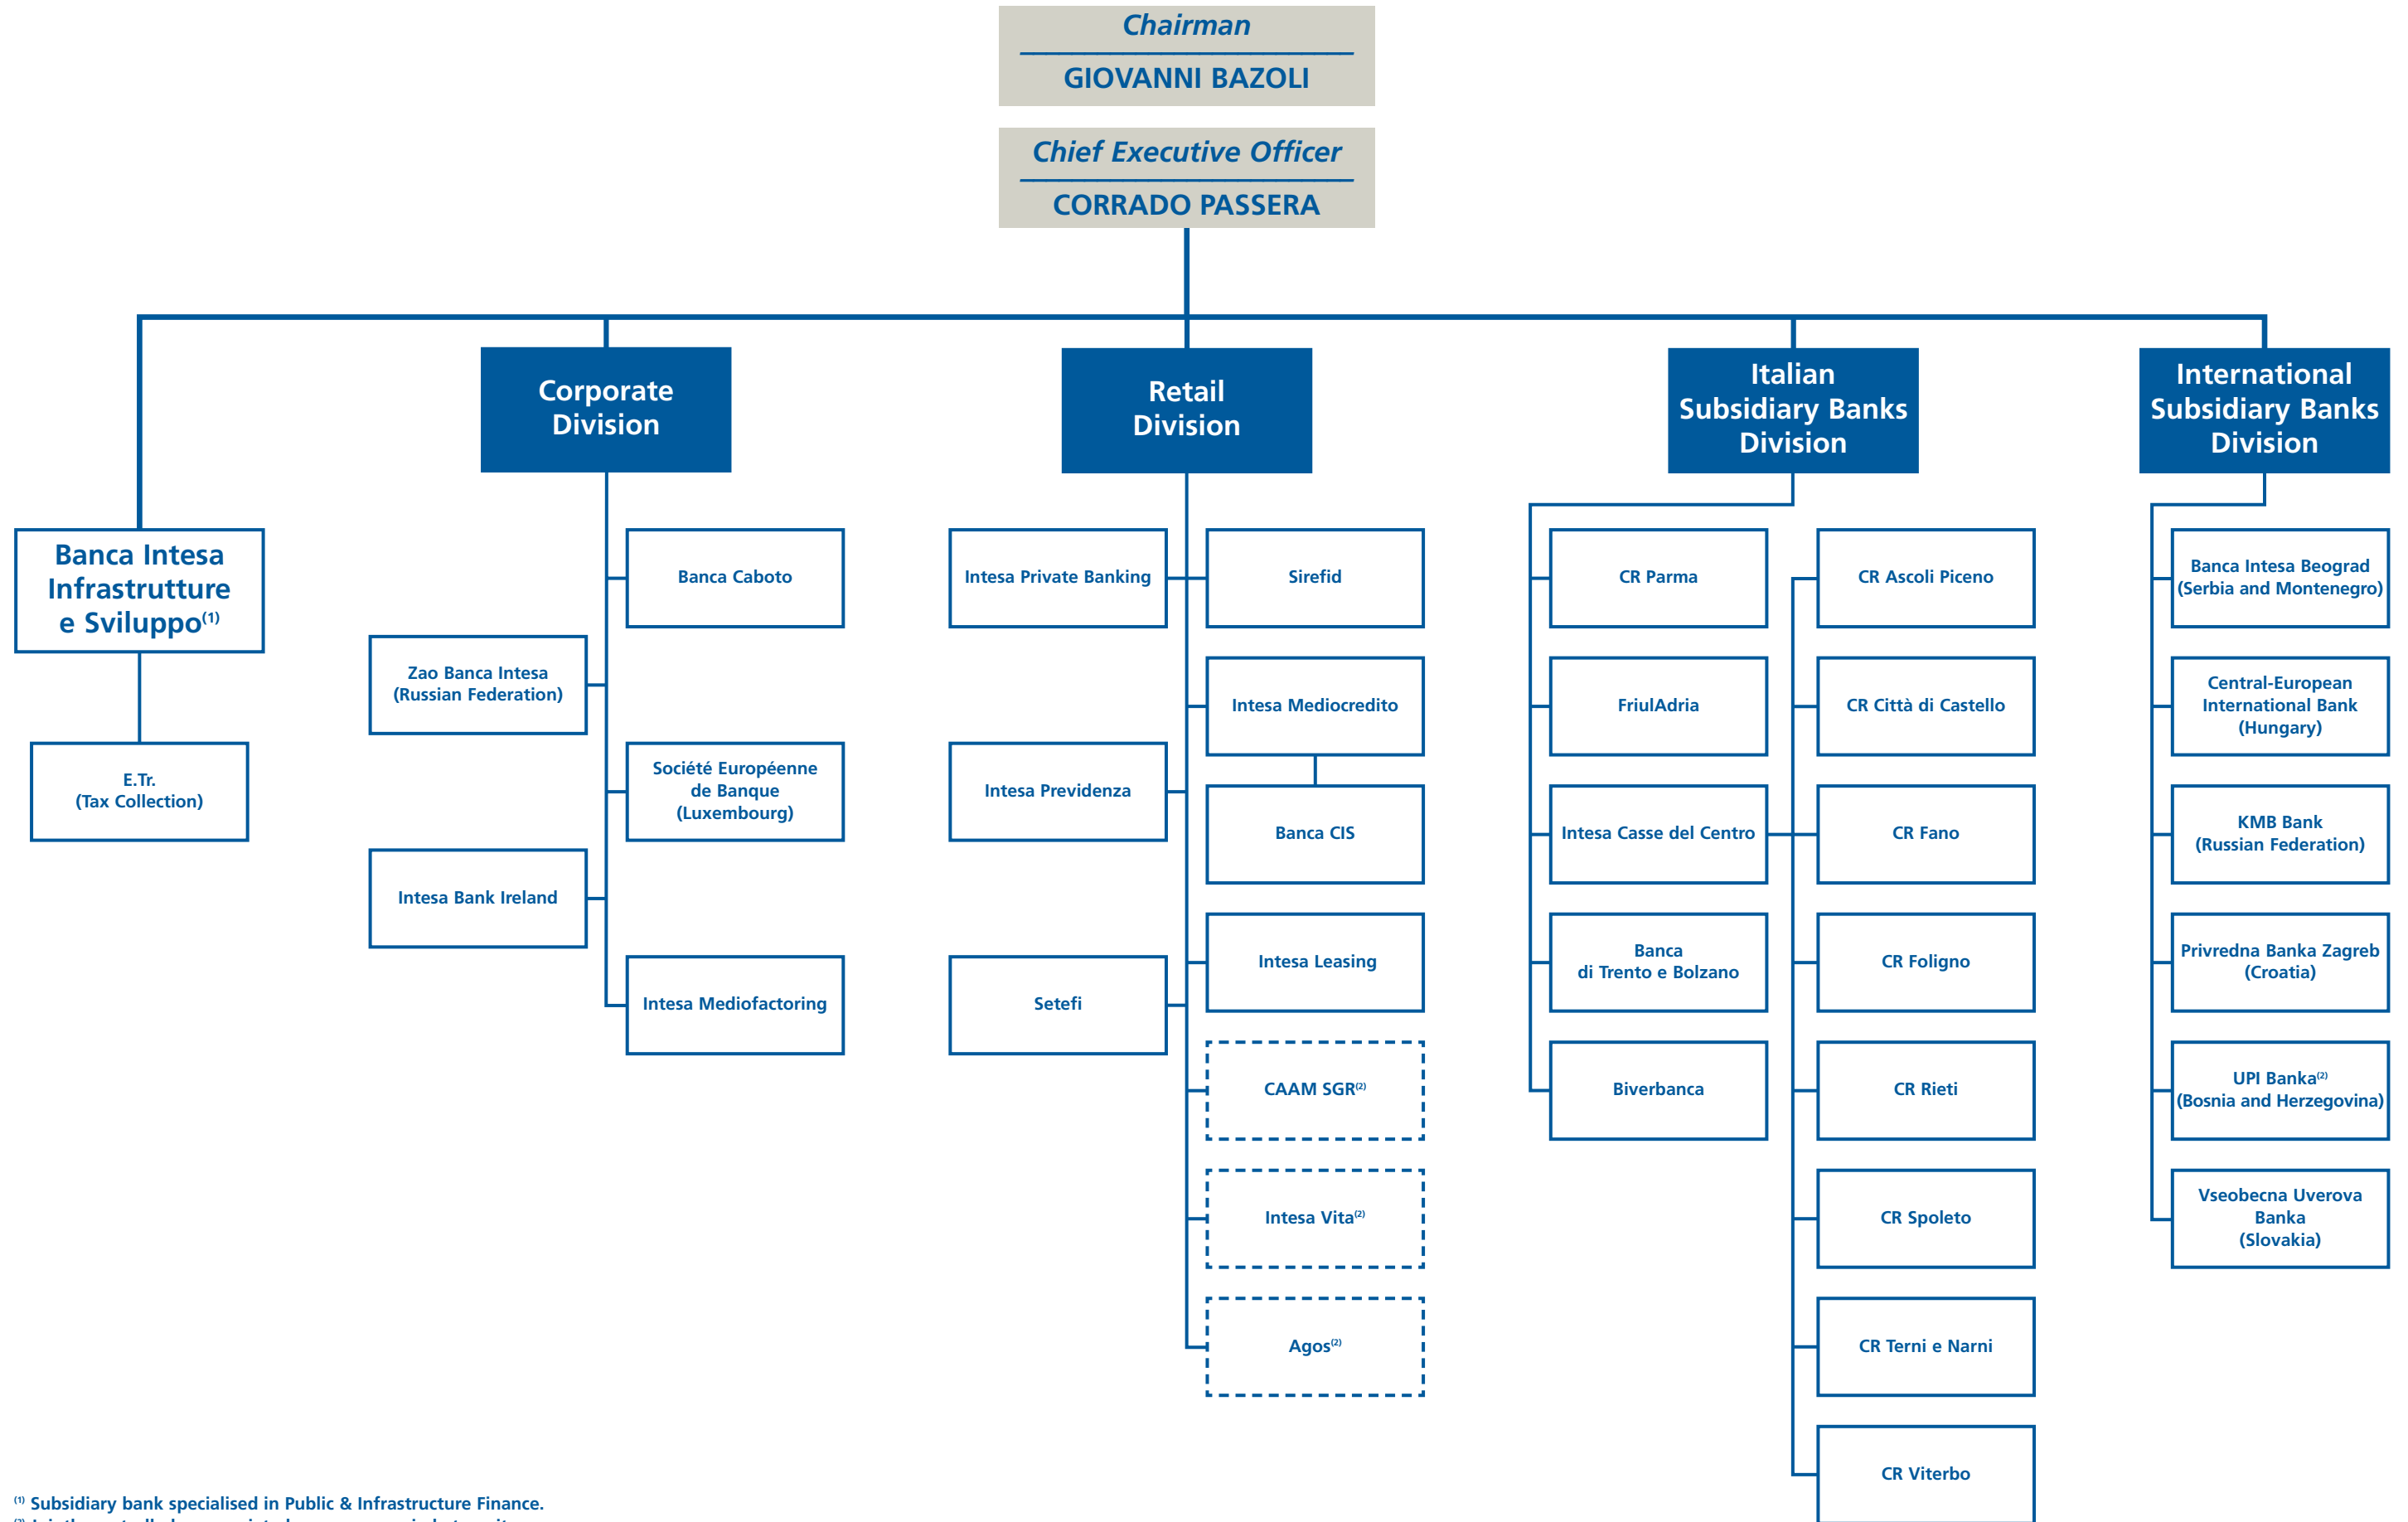 Chairman
GIOVANNI BAZOLI
Chief Executive Officer
CORRADO PASSERA
Corporate
Division
Retail
Division
Italian
Subsidiary Banks
Division
International
Subsidiary Banks
Division
Banca Intesa
Infrastrutture
e Sviluppo(1)
E.Tr.
(Tax Collection)
Banca Caboto
Zao Banca Intesa
(Russian Federation)
Société Européenne
de Banque
(Luxembourg)
Intesa Bank Ireland
Intesa Mediofactoring
Intesa Private Banking
Sirefid
Intesa Mediocredito
Intesa Previdenza
Banca CIS
Intesa Leasing
Setefi
CAAM SGR(2)
Intesa Vita(2)
Agos(2)
CR Parma
FriulAdria
Intesa Casse del Centro
Banca
di Trento e Bolzano
Biverbanca
CR Ascoli Piceno
CR Città di Castello
CR Fano
CR Foligno
CR Rieti
CR Spoleto
CR Terni e Narni
CR Viterbo
Banca Intesa Beograd
(Serbia and Montenegro)
Central-European
International Bank
(Hungary)
KMB Bank
(Russian Federation)
Privredna Banka Zagreb
(Croatia)
UPI Banka(2)
(Bosnia and Herzegovina)
Vseobecna Uverova
Banka
(Slovakia)
(1) Subsidiary bank specialised in Public & Infrastructure Finance.